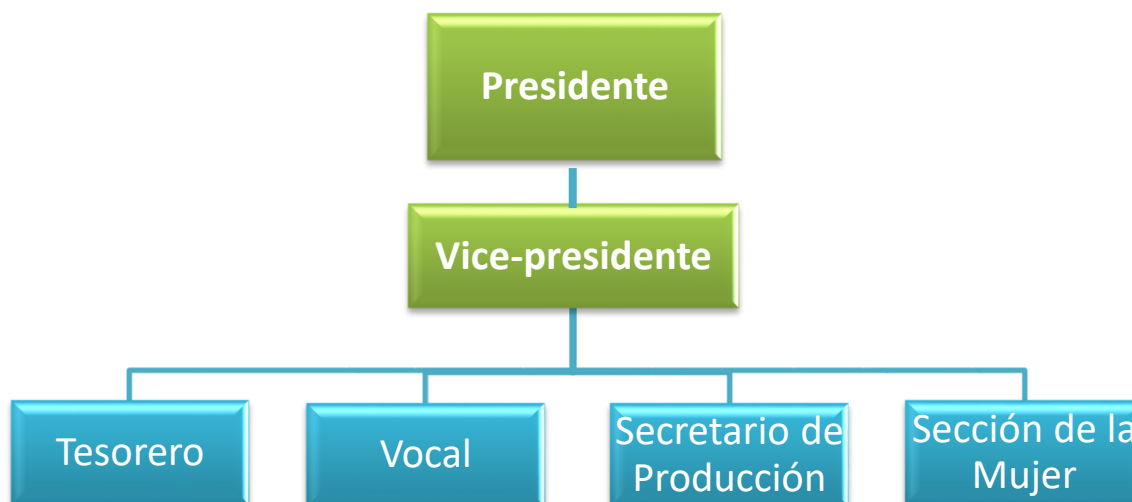 Presidente
Vice-presidente
Tesorero
Vocal
Secretario de
Producción
Sección de la
Mujer